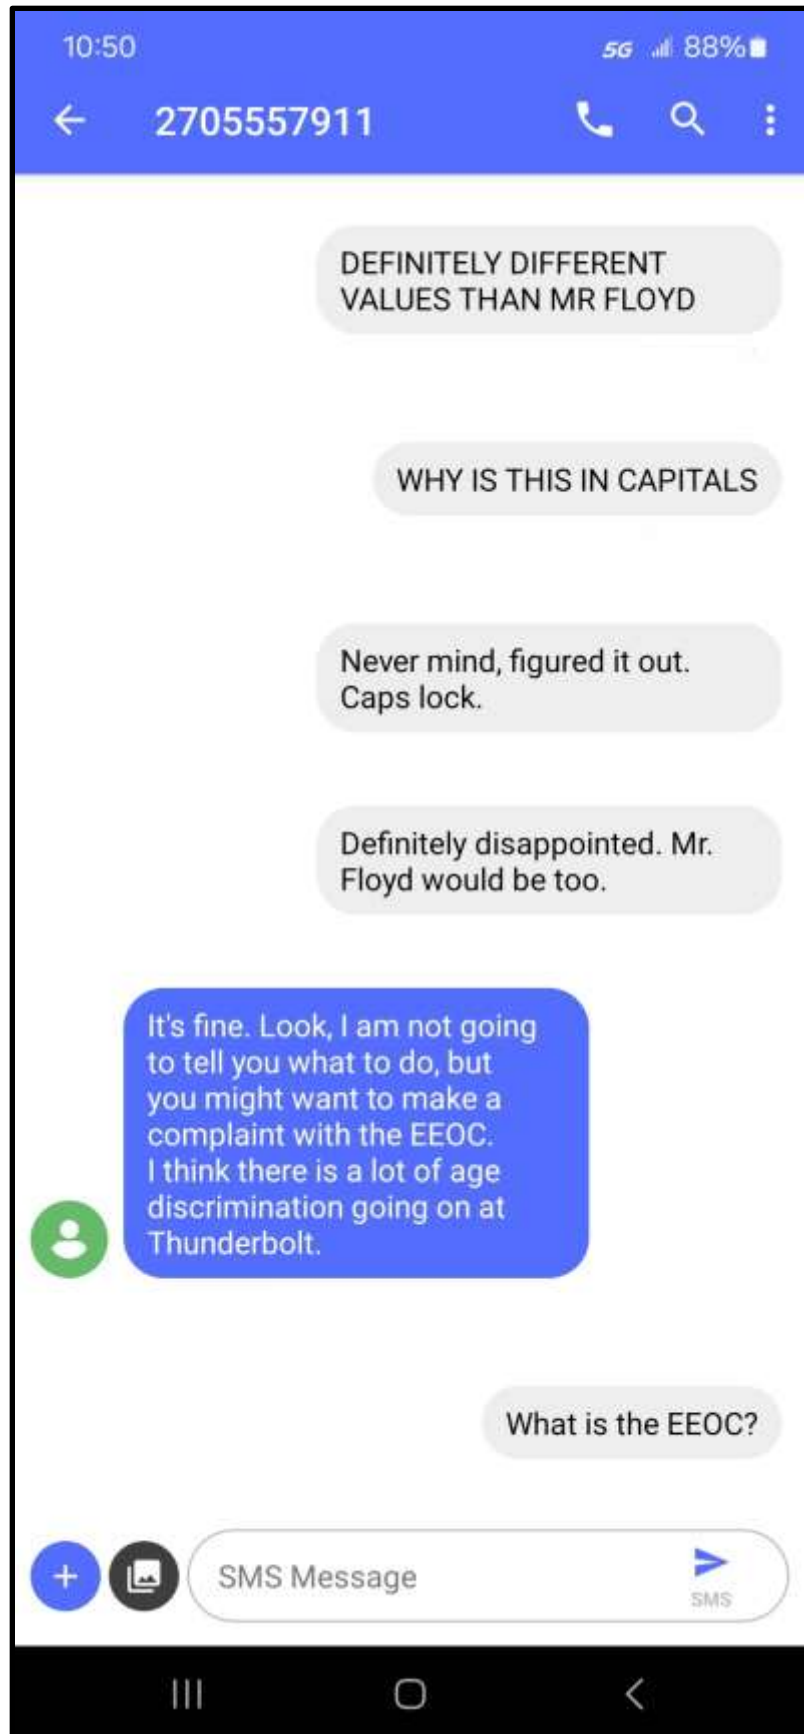 10:50 5G 88%
2705557911
DEFINITELY DIFFERENT
VALUES THAN MR FLOYD
WHY IS THIS IN CAPITALS
Never mind, figured it out.
Caps lock.
Definitely disappointed. Mr.
Floyd would be too.
It's fine. Look, I am not going
to tell you what to do, but
you might want to make a
complaint with the EEOC.
I think there is a lot of age
discrimination going on at
Thunderbolt.
What is the EEOC?
SMS Message
SMS